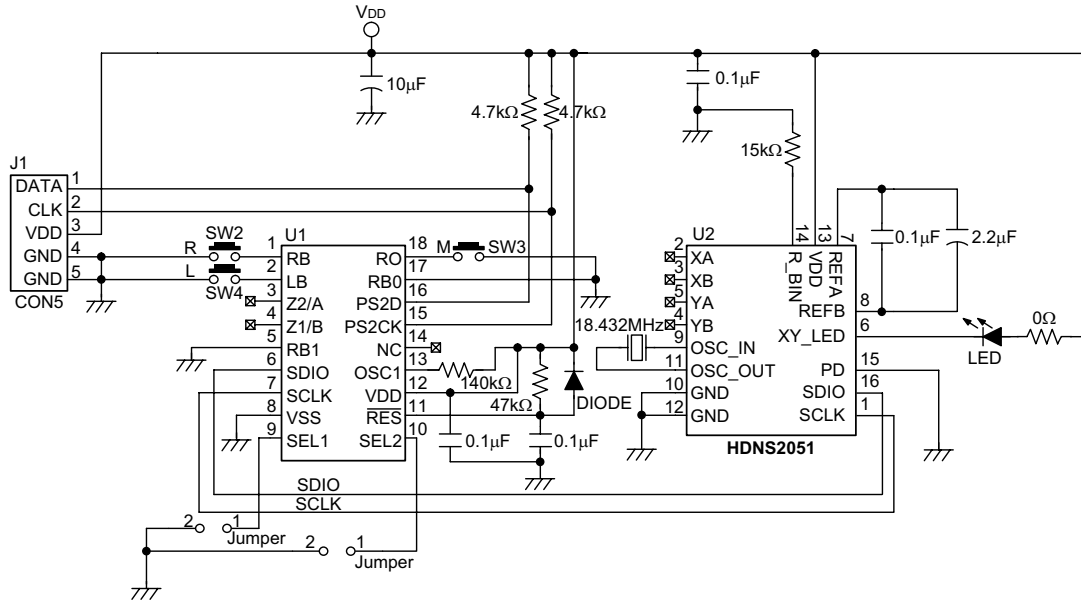 VDD
10µF
0.1µF
4.7kΩ
4.7kΩ
15kΩ
J1
DATA 1
CLK 2
VDD 3
GND 4
GND 5
CON5
R
SW2
L
SW4
U1
1 RB
2 LB
3 Z2/A
4 Z1/B
5 RB1
6 SDIO
7 SCLK
8 VSS
9 SEL1
RO 18
RB0 17
PS2D 16
PS2CK 15
NC 14
OSC1 13
VDD 12
RES 11
SEL2 10
M
SW3
140kΩ
47kΩ
DIODE
0.1µF
0.1µF
18.432MHz
U2
2 XA
3 XB
5 YA
4 YB
9 OSC_IN
11 OSC_OUT
10 GND
12 GND
14 R_BIN
13 VDD
7 REFA
REFB 8
XY_LED 6
PD 15
SDIO 16
SCLK 1
HDNS2051
0.1µF
2.2µF
LED
0Ω
SDIO
SCLK
2
1
Jumper
2
1
Jumper